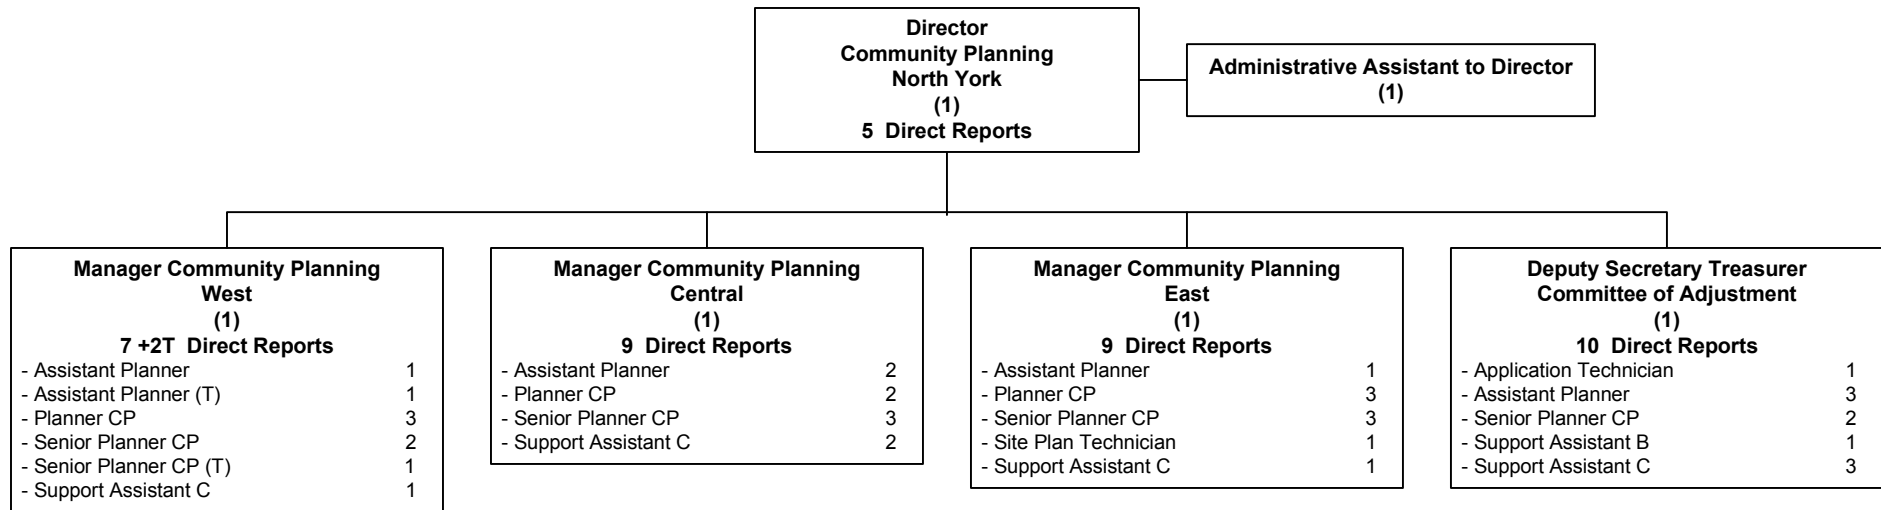 Director
Community Planning
North York
(1)
5 Direct Reports
Administrative Assistant to Director
(1)
Manager Community Planning
West
(1)
7 +2T Direct Reports
- Assistant Planner 1
- Assistant Planner (T) 1
- Planner CP 3
- Senior Planner CP 2
- Senior Planner CP (T) 1
- Support Assistant C 1
Manager Community Planning
Central
(1)
9 Direct Reports
- Assistant Planner 2
- Planner CP 2
- Senior Planner CP 3
- Support Assistant C 2
Manager Community Planning
East
(1)
9 Direct Reports
- Assistant Planner 1
- Planner CP 3
- Senior Planner CP 3
- Site Plan Technician 1
- Support Assistant C 1
Deputy Secretary Treasurer
Committee of Adjustment
(1)
10 Direct Reports
- Application Technician 1
- Assistant Planner 3
- Senior Planner CP 2
- Support Assistant B 1
- Support Assistant C 3